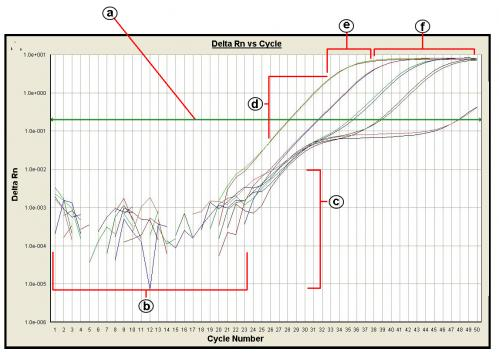 a
e
f
Delta Rn vs Cycle
1.0e+001
1.0e+000
d
1.0e-001
1.0e-002
Delta Rn
c
1.0e-003
1.0e-004
1.0e-005
b
1.0e-006
1 2 3 4 5 6 7 8 9 10 11 12 13 14 15 16 17 18 19 20 21 22 23 24 25 26 27 28 29 30 31 32 33 34 35 36 37 38 39 40 41 42 43 44 45 46 47 48 49 50
Cycle Number